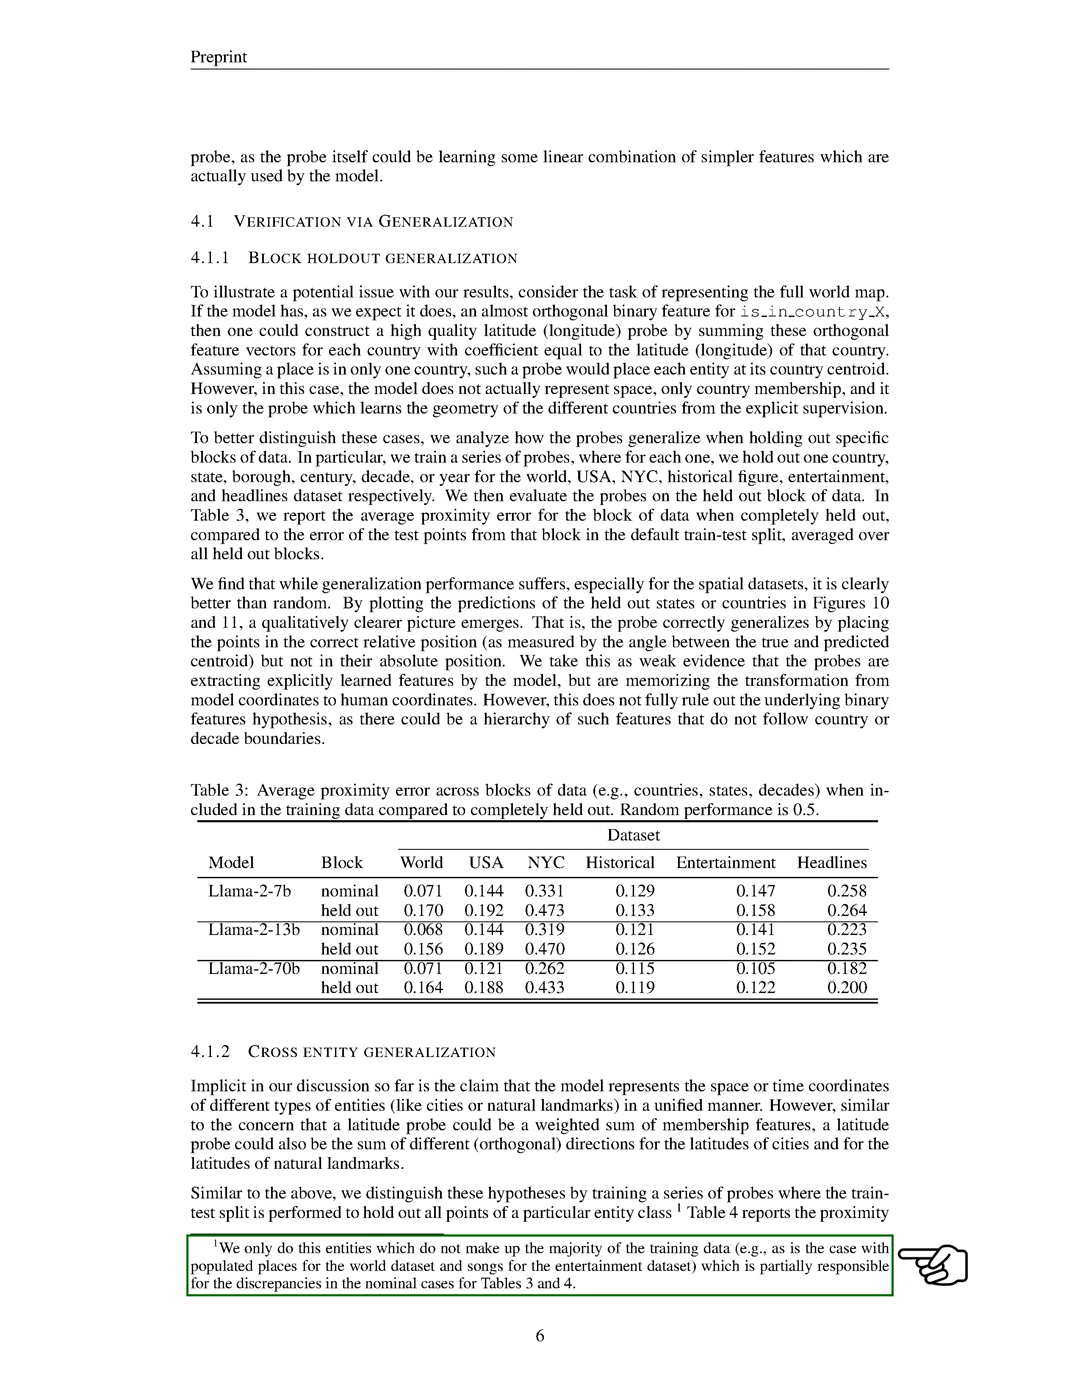 Preprint
probe, as the probe itself could be learning some linear combination of simpler features which are
actually used by the model.
4.1 VERIFICATION VIA GENERALIZATION
4.1.1 BLOCK HOLDOUT GENERALIZATION
To illustrate a potential issue with our results, consider the task of representing the full world map.
If the model has, as we expect it does, an almost orthogonal binary feature for is_in_country_X,
then one could construct a high quality latitude (longitude) probe by summing these orthogonal
feature vectors for each country with coefficient equal to the latitude (longitude) of that country.
Assuming a place is in only one country, such a probe would place each entity at its country centroid.
However, in this case, the model does not actually represent space, only country membership, and it
is only the probe which learns the geometry of the different countries from the explicit supervision.
To better distinguish these cases, we analyze how the probes generalize when holding out specific
blocks of data. In particular, we train a series of probes, where for each one, we hold out one country,
state, borough, century, decade, or year for the world, USA, NYC, historical figure, entertainment,
and headlines dataset respectively. We then evaluate the probes on the held out block of data. In
Table 3, we report the average proximity error for the block of data when completely held out,
compared to the error of the test points from that block in the default train-test split, averaged over
all held out blocks.
We find that while generalization performance suffers, especially for the spatial datasets, it is clearly
better than random. By plotting the predictions of the held out states or countries in Figures 10
and 11, a qualitatively clearer picture emerges. That is, the probe correctly generalizes by placing
the points in the correct relative position (as measured by the angle between the true and predicted
centroid) but not in their absolute position. We take this as weak evidence that the probes are
extracting explicitly learned features by the model, but are memorizing the transformation from
model coordinates to human coordinates. However, this does not fully rule out the underlying binary
features hypothesis, as there could be a hierarchy of such features that do not follow country or
decade boundaries.
Table 3: Average proximity error across blocks of data (e.g., countries, states, decades) when in-
cluded in the training data compared to completely held out. Random performance is 0.5.
Dataset
Model Block World USA NYC Historical Entertainment Headlines
Llama-2-7b nominal 0.071 0.144 0.331 0.129 0.147 0.258
held out 0.170 0.192 0.473 0.133 0.158 0.264
Llama-2-13b nominal 0.068 0.144 0.319 0.121 0.141 0.223
held out 0.156 0.189 0.470 0.126 0.152 0.235
Llama-2-70b nominal 0.071 0.121 0.262 0.115 0.105 0.182
held out 0.164 0.188 0.433 0.119 0.122 0.200
4.1.2 CROSS ENTITY GENERALIZATION
Implicit in our discussion so far is the claim that the model represents the space or time coordinates
of different types of entities (like cities or natural landmarks) in a unified manner. However, similar
to the concern that a latitude probe could be a weighted sum of membership features, a latitude
probe could also be the sum of different (orthogonal) directions for the latitudes of cities and for the
latitudes of natural landmarks.
Similar to the above, we distinguish these hypotheses by training a series of probes where the train-
test split is performed to hold out all points of a particular entity class 1 Table 4 reports the proximity
1We only do this entities which do not make up the majority of the training data (e.g., as is the case with
populated places for the world dataset and songs for the entertainment dataset) which is partially responsible
for the discrepancies in the nominal cases for Tables 3 and 4.
6